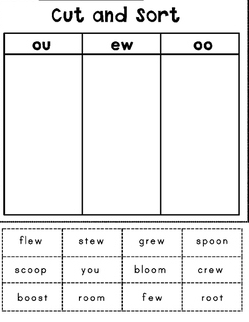 Cut and Sort
ou ew oo
flew stew grew spoon
scoop you bloom crew
boost room few root